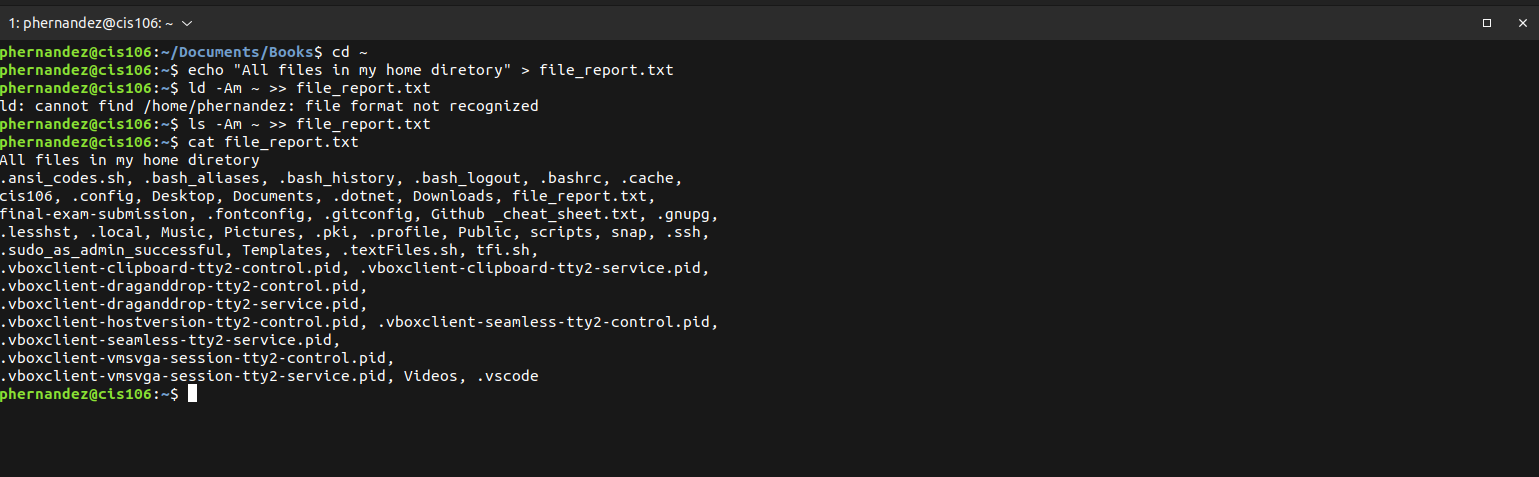 1: phernandez@cis106: ~
phernandez@cis106:~/Documents/Books$ cd ~
phernandez@cis106:~$ echo "All files in my home diretory" > file_report.txt
phernandez@cis106:~$ ld -Am ~ >> file_report.txt
ld: cannot find /home/phernandez: file format not recognized
phernandez@cis106:~$ ls -Am ~ >> file_report.txt
phernandez@cis106:~$ cat file_report.txt
All files in my home diretory
.ansi_codes.sh, .bash_aliases, .bash_history, .bash_logout, .bashrc, .cache,
cis106, .config, Desktop, Documents, .dotnet, Downloads, file_report.txt,
final-exam-submission, .fontconfig, .gitconfig, Github _cheat_sheet.txt, .gnupg,
.lesshst, .local, Music, Pictures, .pki, .profile, Public, scripts, snap, .ssh,
.sudo_as_admin_successful, Templates, .textFiles.sh, tfi.sh,
.vboxclient-clipboard-tty2-control.pid, .vboxclient-clipboard-tty2-service.pid,
.vboxclient-draganddrop-tty2-control.pid,
.vboxclient-draganddrop-tty2-service.pid,
.vboxclient-hostversion-tty2-control.pid, .vboxclient-seamless-tty2-control.pid,
.vboxclient-seamless-tty2-service.pid,
.vboxclient-vmsvga-session-tty2-control.pid,
.vboxclient-vmsvga-session-tty2-service.pid, Videos, .vscode
phernandez@cis106:~$